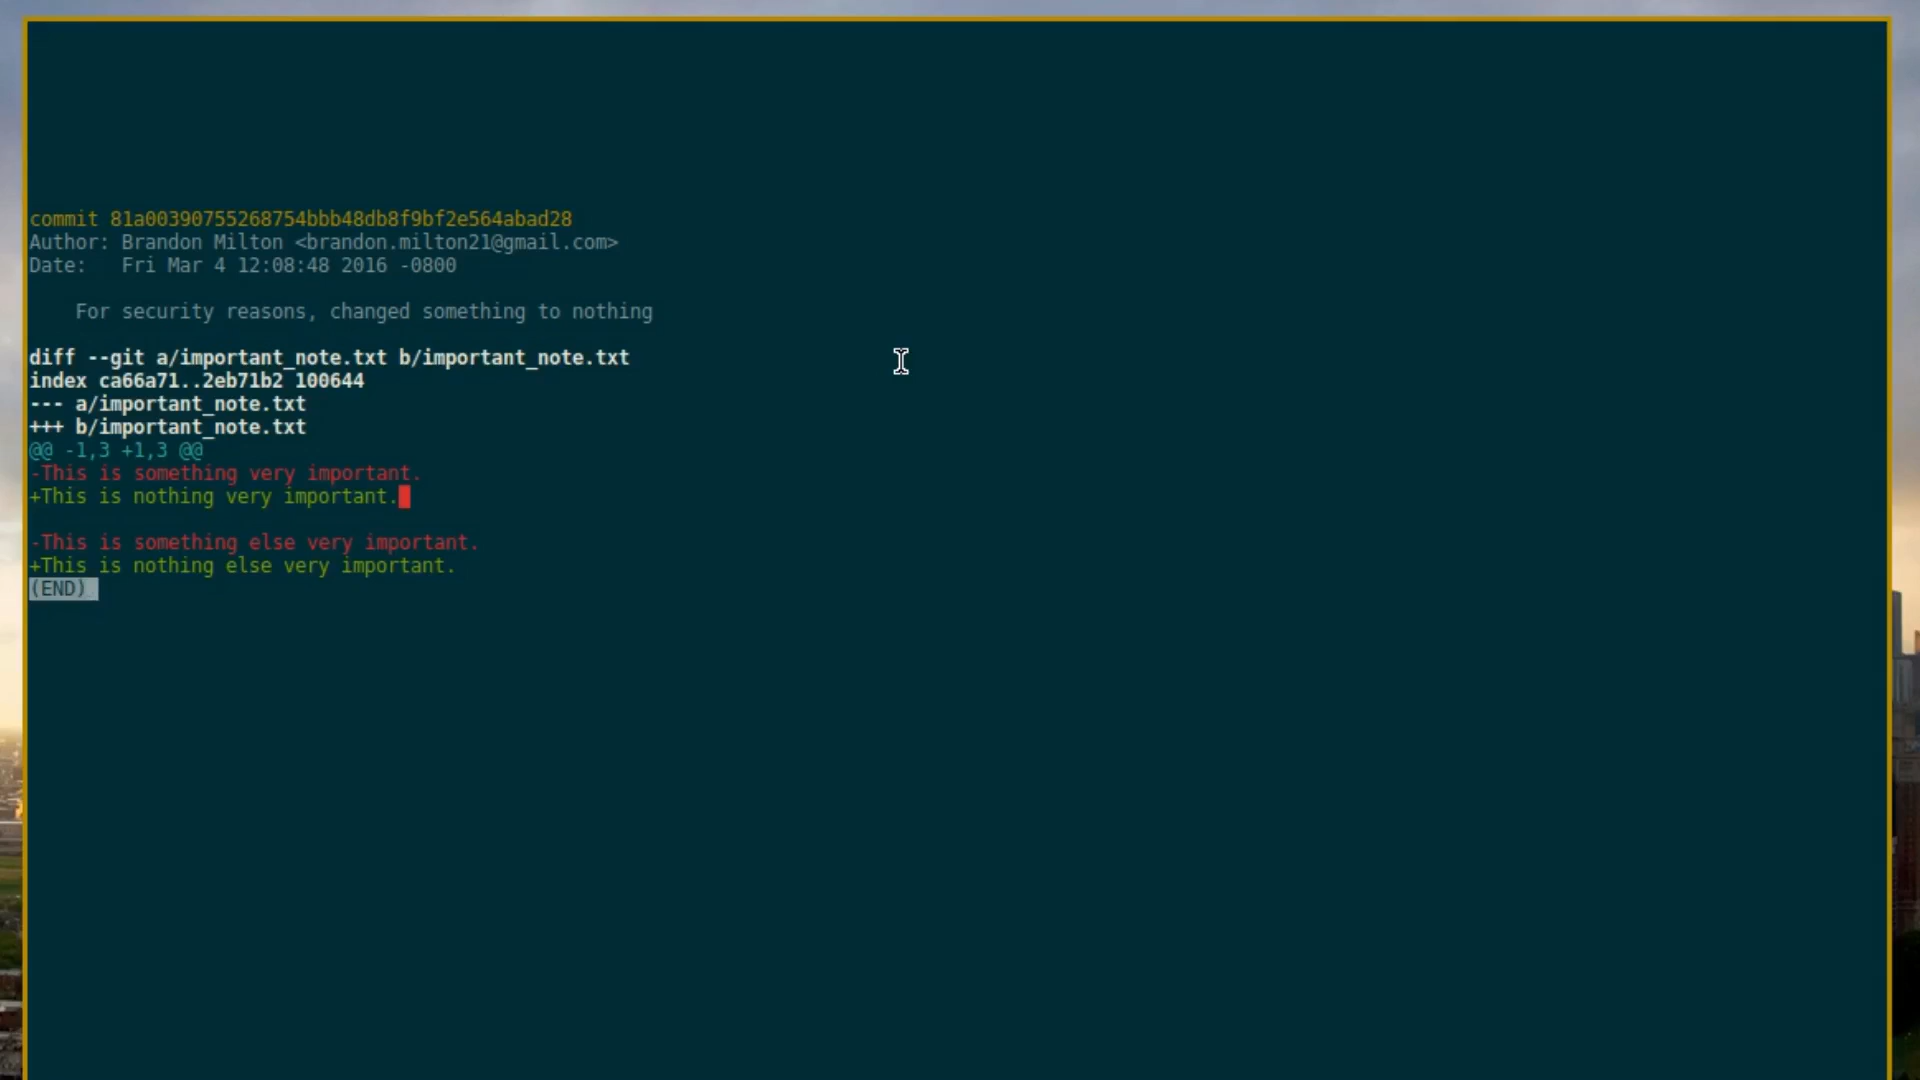 commit 81a00390755268754bbb48db8f9bf2e564abad28
Author: Brandon Milton <brandon.milton21@gmail.com>
Date:   Fri Mar 4 12:08:48 2016 -0800
    For security reasons, changed something to nothing
diff --git a/important_note.txt b/important_note.txt
index ca66a71..2eb71b2 100644
--- a/important_note.txt
+++ b/important_note.txt
@@ -1,3 +1,3 @@
-This is something very important.
+This is nothing very important.
-This is something else very important.
+This is nothing else very important.
(END)